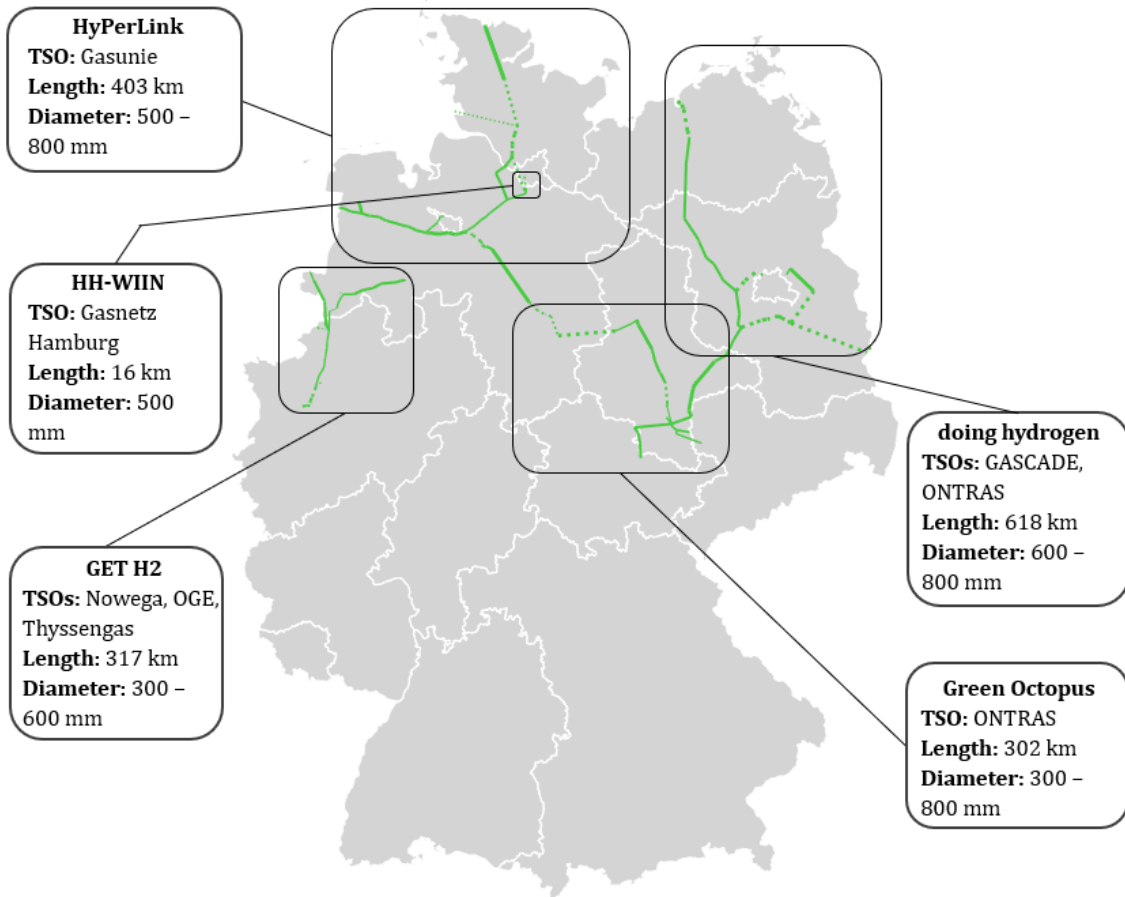 HyPerLink
TSO: Gasunie
Length: 403 km
Diameter: 500 –
800 mm
HH-WIIN
TSO: Gasnetz
Hamburg
Length: 16 km
Diameter: 500
mm
GET H2
TSOs: Nowega, OGE,
Thyssengas
Length: 317 km
Diameter: 300 –
600 mm
doing hydrogen
TSOs: GASCADE,
ONTRAS
Length: 618 km
Diameter: 600 –
800 mm
Green Octopus
TSO: ONTRAS
Length: 302 km
Diameter: 300 –
800 mm